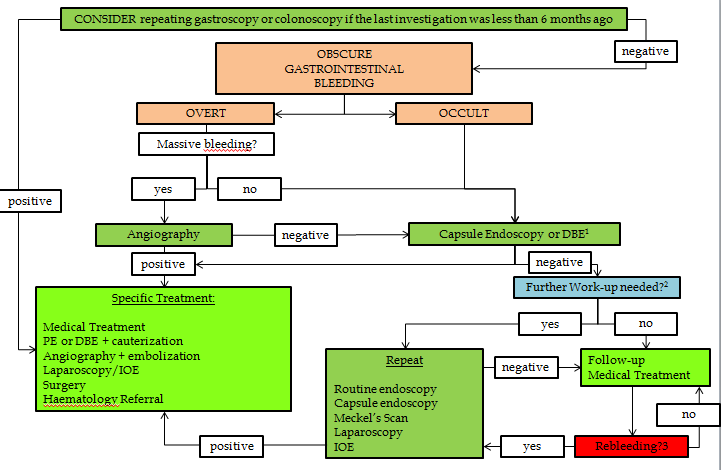 CONSIDER repeating gastroscopy or colonoscopy if the last investigation was less than 6 months ago
negative
OBSCURE
GASTROINTESTINAL
BLEEDING
OVERT
OCCULT
Massive bleeding?
yes
no
positive
Angiography
negative
Capsule Endoscopy or DBE¹
positive
negative
Further Work-up needed?²
Specific Treatment:
Medical Treatment
PE or DBE + cauterization
Angiography + embolization
Laparoscopy/IOE
Surgery
Haematology Referral
yes
no
Repeat
Routine endoscopy
Capsule endoscopy
Meckel's Scan
Laparoscopy
IOE
negative
Follow-up
Medical Treatment
no
positive
yes
Rebleeding?3